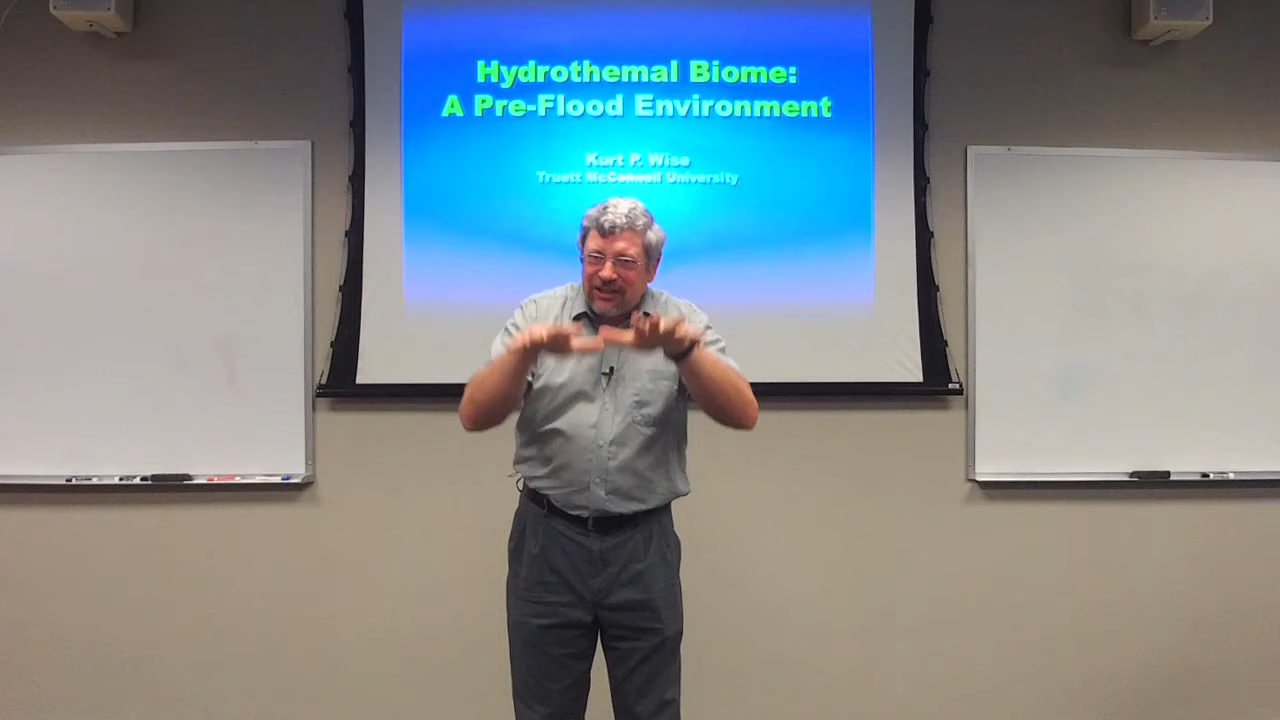 Hydrothemal Biome:
A Pre-Flood Environment
Kurt P. Wise
Truett McConnell University